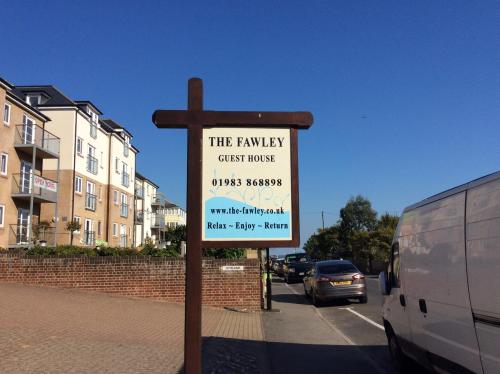 THE FAWLEY
GUEST HOUSE
01983 868898
www.the-fawley.co.uk
Relax ~ Enjoy ~ Return